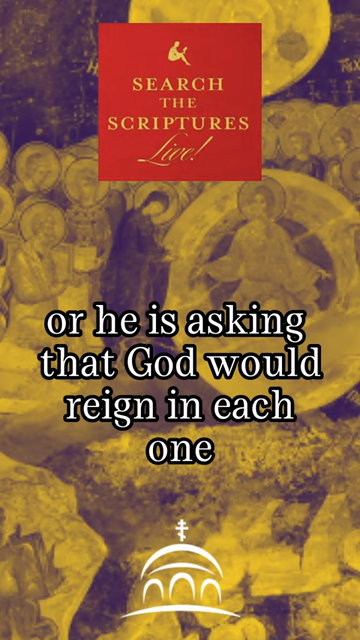 SEARCH
THE
SCRIPTURES
Live!
or he is asking
that God would
reign in each
one